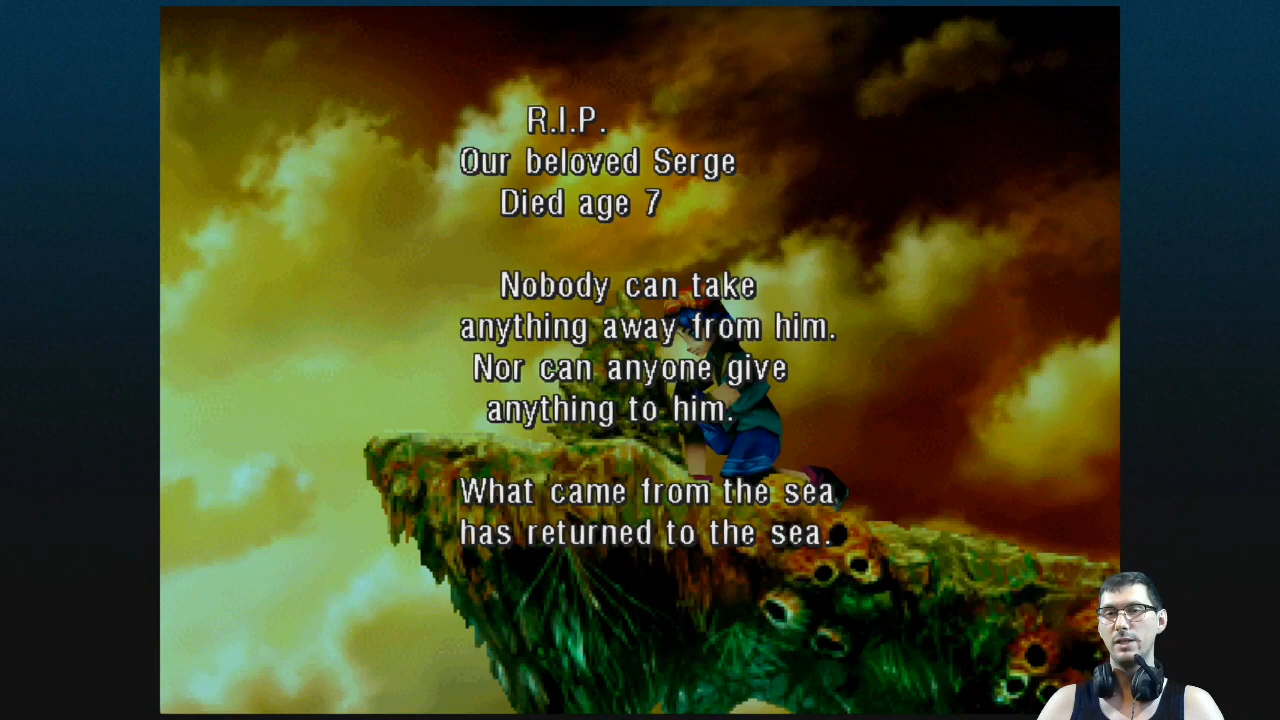 R.I.P.
Our beloved Serge
Died age 7
Nobody can take
anything away from him.
Nor can anyone give
anything to him.
What came from the sea
has returned to the sea.